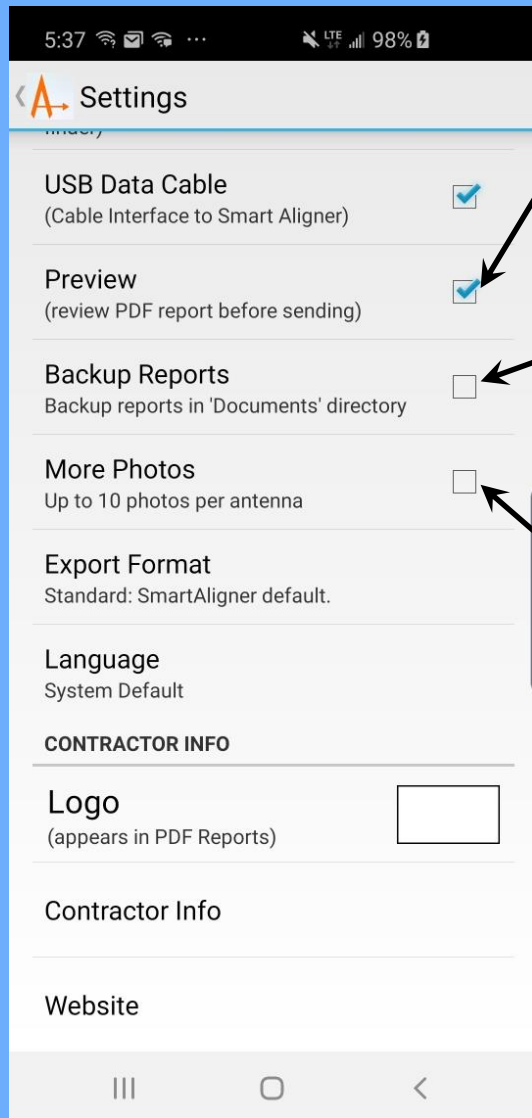 5:37 ... LTE 98%
Settings
finder)
USB Data Cable
(Cable Interface to Smart Aligner)
Preview
(review PDF report before sending)
Backup Reports
Backup reports in 'Documents' directory
More Photos
Up to 10 photos per antenna
Export Format
Standard: SmartAligner default.
Language
System Default
CONTRACTOR INFO
Logo
(appears in PDF Reports)
Contractor Info
Website